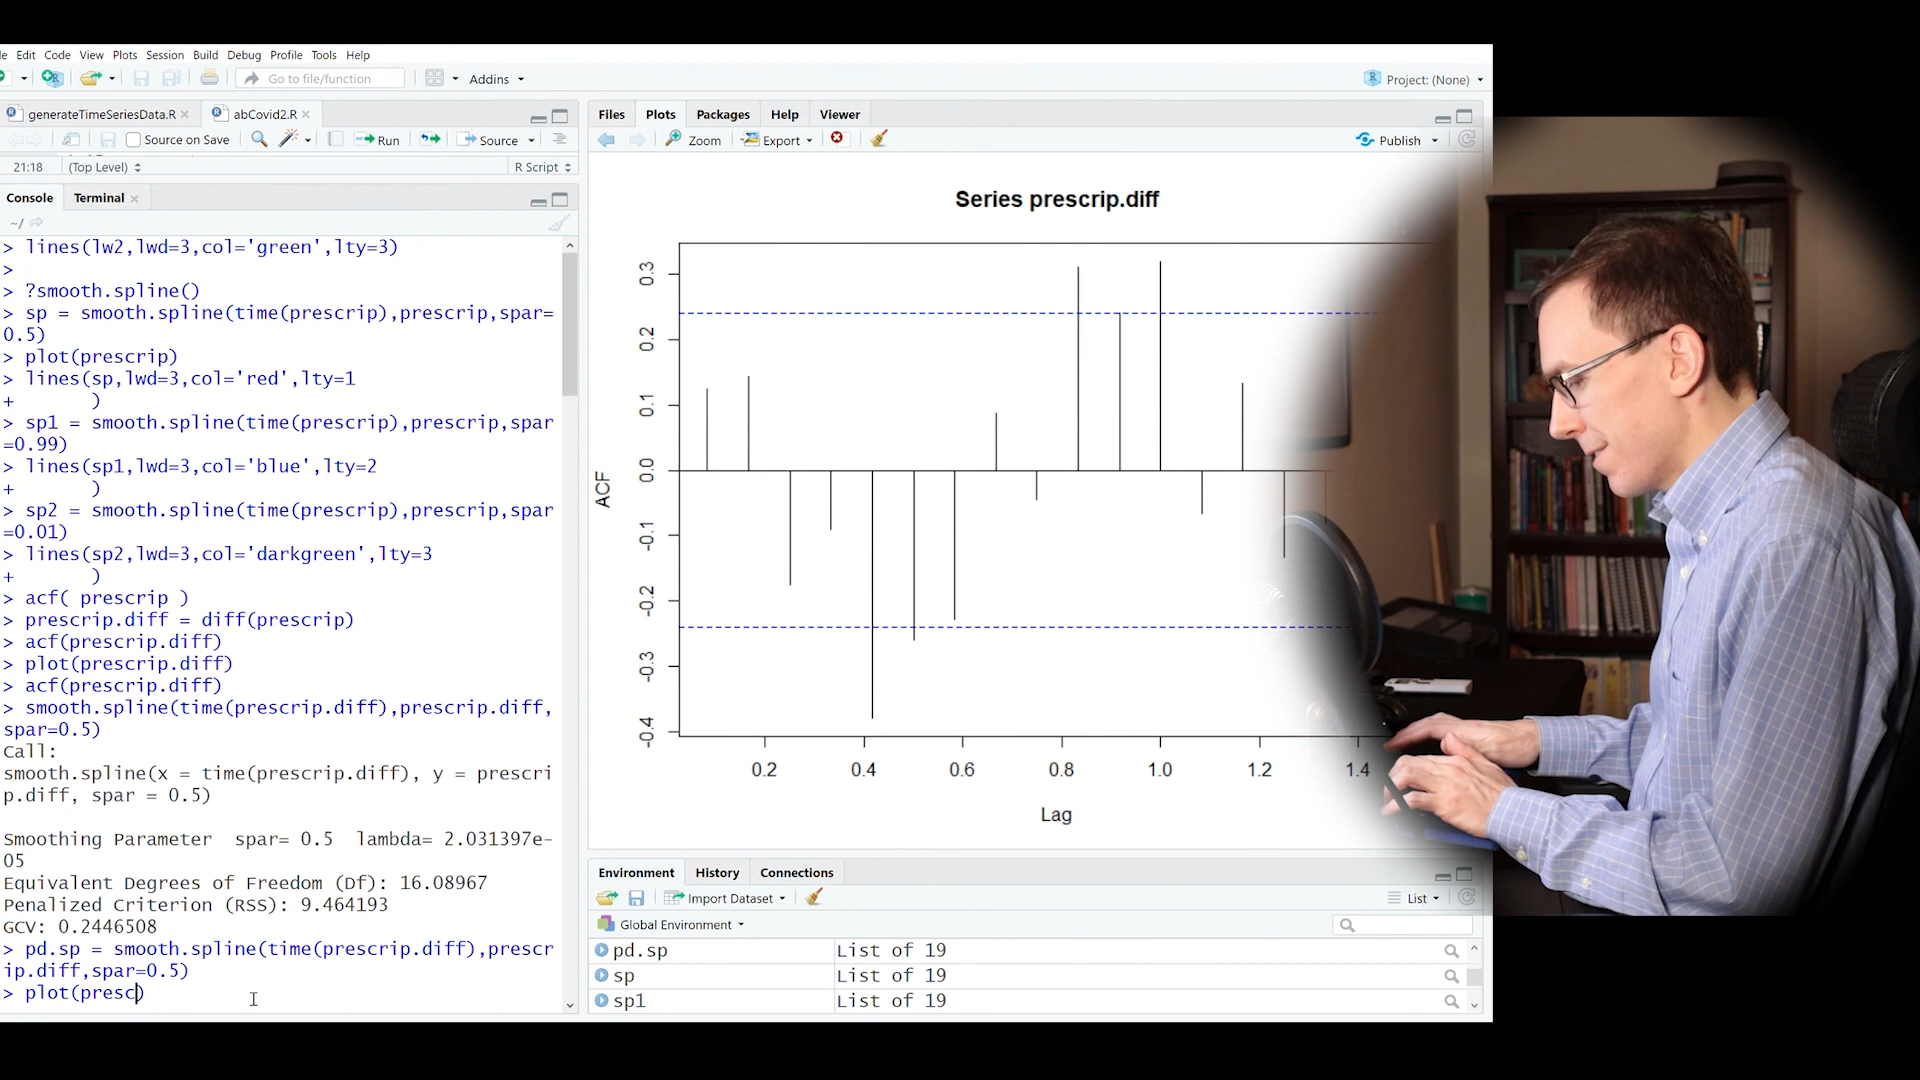 Edit Code View Plots Session Build Debug Profile Tools Help
Go to file/function Addins Project: (None)
generateTimeSeriesData.R abCovid2.R
Source on Save Run Source
21:18 (Top Level) R Script
Console Terminal
~/
> lines(lw2,lwd=3,col='green',lty=3)
>
> ?smooth.spline()
> sp = smooth.spline(time(prescrip),prescrip,spar=
0.5)
> plot(prescrip)
> lines(sp,lwd=3,col='red',lty=1
+ )
> sp1 = smooth.spline(time(prescrip),prescrip,spar
=0.99)
> lines(sp1,lwd=3,col='blue',lty=2
+ )
> sp2 = smooth.spline(time(prescrip),prescrip,spar
=0.01)
> lines(sp2,lwd=3,col='darkgreen',lty=3
+ )
> acf( prescrip )
> prescrip.diff = diff(prescrip)
> acf(prescrip.diff)
> plot(prescrip.diff)
> acf(prescrip.diff)
> smooth.spline(time(prescrip.diff),prescrip.diff,
spar=0.5)
Call:
smooth.spline(x = time(prescrip.diff), y = prescri
p.diff, spar = 0.5)
Smoothing Parameter spar= 0.5 lambda= 2.031397e-
05
Equivalent Degrees of Freedom (Df): 16.08967
Penalized Criterion (RSS): 9.464193
GCV: 0.2446508
> pd.sp = smooth.spline(time(prescrip.diff),prescr
ip.diff,spar=0.5)
> plot(presc)
Files Plots Packages Help Viewer
Zoom Export Publish
Series prescrip.diff
0.3
0.2
0.1
0.0
-0.1
-0.2
-0.3
-0.4
ACF
0.2 0.4 0.6 0.8 1.0 1.2 1.4
Lag
Environment History Connections
Import Dataset List
Global Environment
pd.sp List of 19
sp List of 19
sp1 List of 19